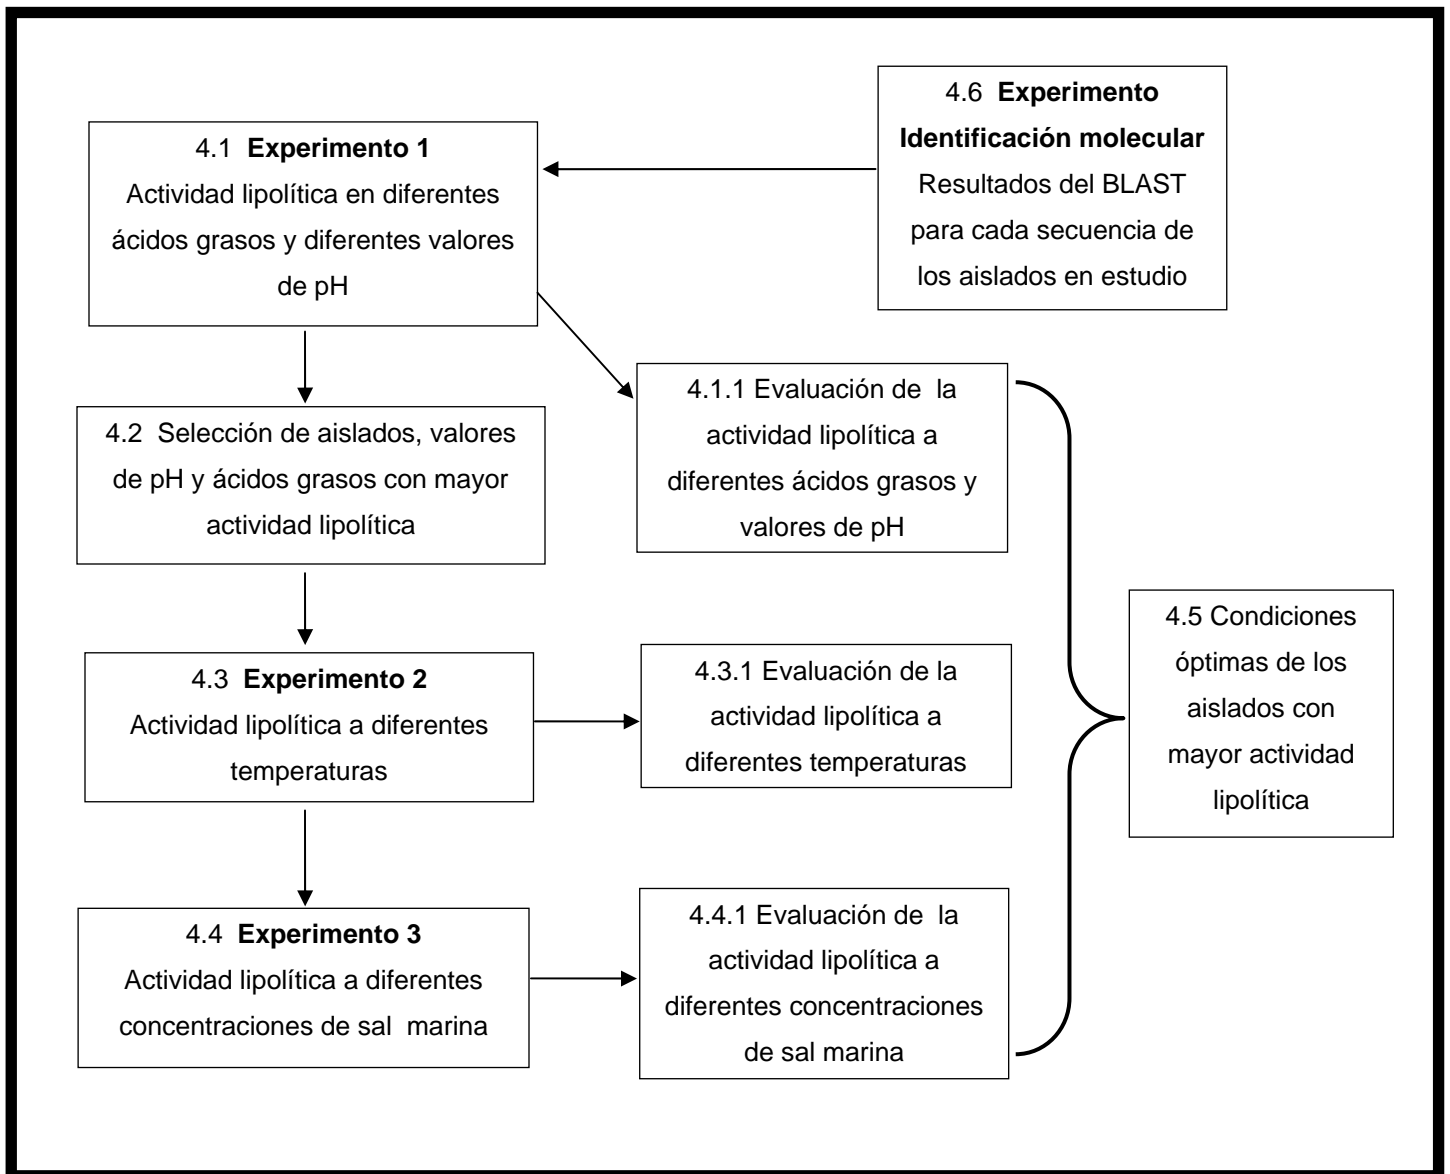 4.6 Experimento
Identificación molecular
Resultados del BLAST
para cada secuencia de
los aislados en estudio
4.1 Experimento 1
Actividad lipolítica en diferentes
ácidos grasos y diferentes valores
de pH
4.1.1 Evaluación de la
actividad lipolítica a
diferentes ácidos grasos y
valores de pH
4.2 Selección de aislados, valores
de pH y ácidos grasos con mayor
actividad lipolítica
4.5 Condiciones
óptimas de los
aislados con
mayor actividad
lipolítica
4.3 Experimento 2
Actividad lipolítica a diferentes
temperaturas
4.3.1 Evaluación de la
actividad lipolítica a
diferentes temperaturas
4.4 Experimento 3
Actividad lipolítica a diferentes
concentraciones de sal marina
4.4.1 Evaluación de la
actividad lipolítica a
diferentes concentraciones
de sal marina